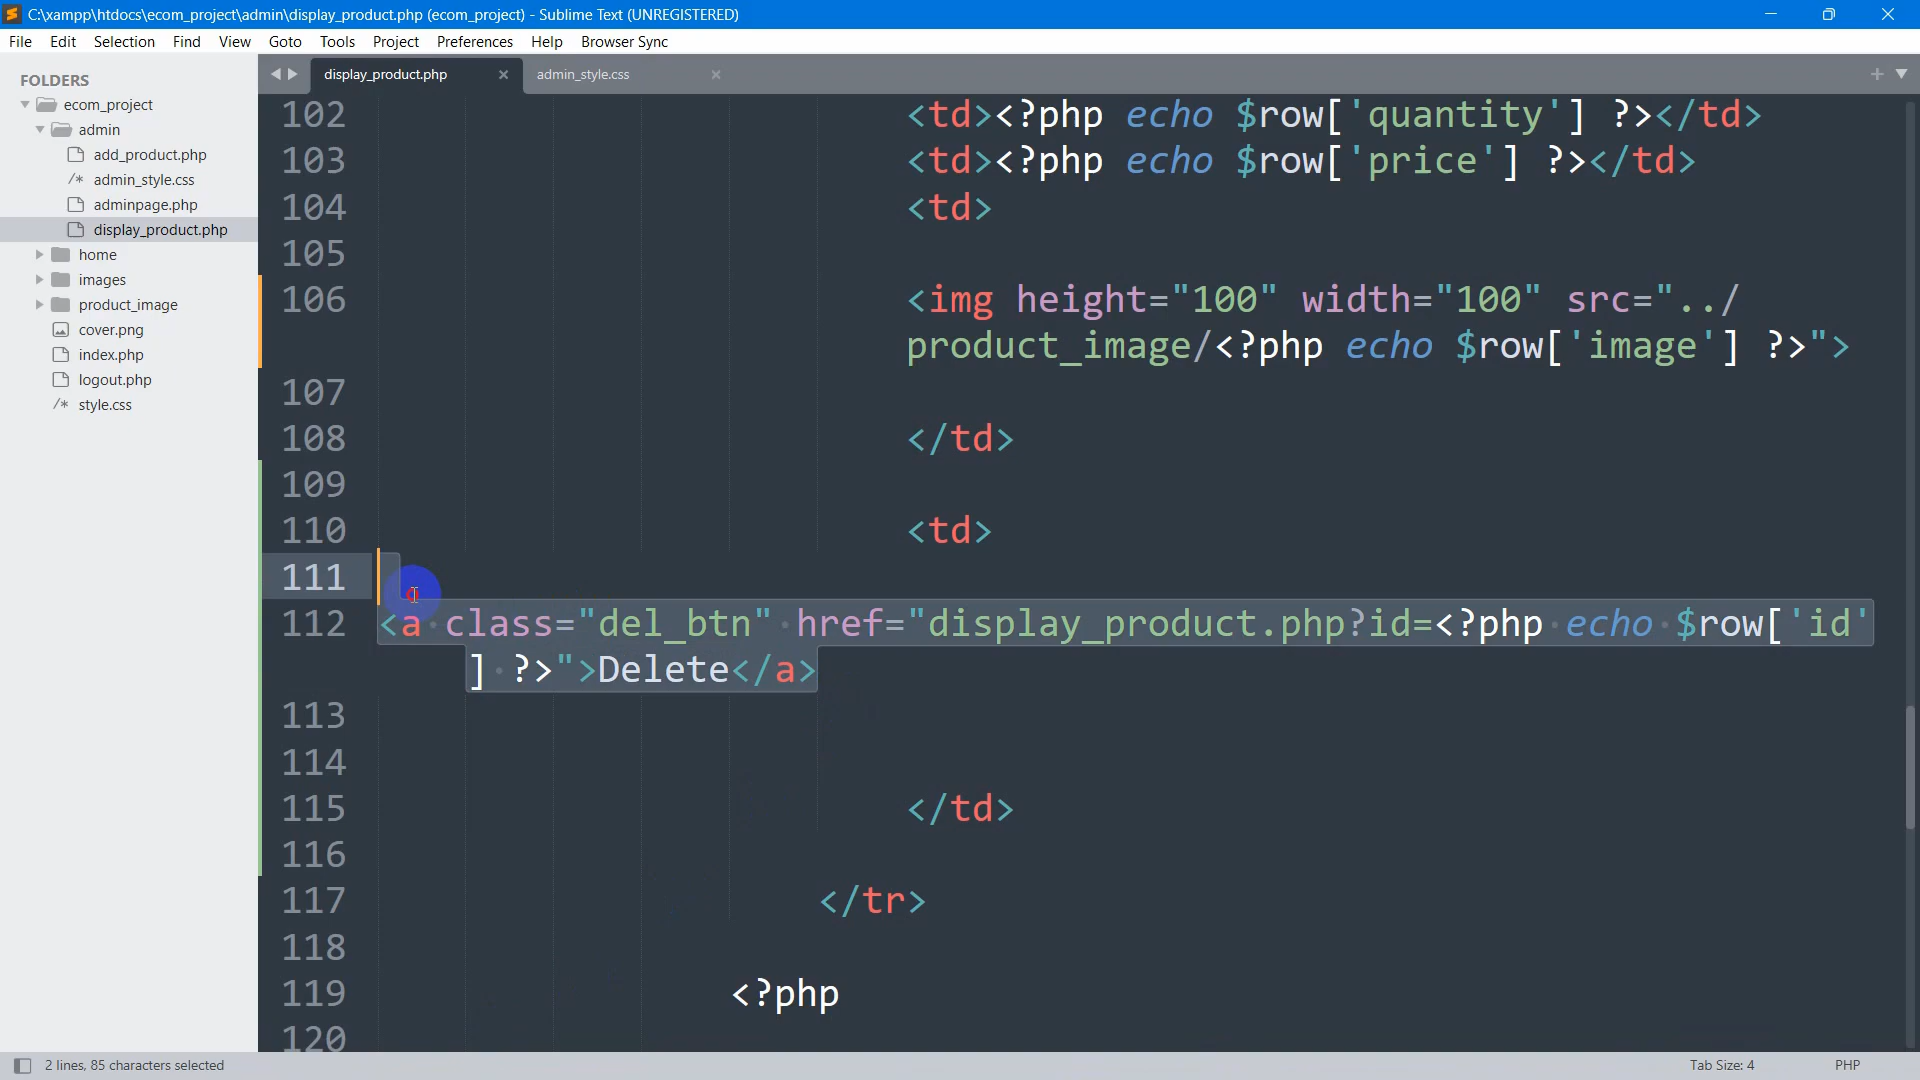 C:\xampp\htdocs\ecom_project\admin\display_product.php (ecom_project) - Sublime Text (UNREGISTERED)
File Edit Selection Find View Goto Tools Project Preferences Help Browser Sync
FOLDERS
ecom_project
admin
add_product.php
/* admin_style.css
adminpage.php
display_product.php
home
images
product_image
cover.png
index.php
logout.php
/* style.css
display_product.php × admin_style.css ×
102 <td><?php echo $row['quantity'] ?></td>
103 <td><?php echo $row['price'] ?></td>
104 <td>
105
106 <img height="100" width="100" src="../
product_image/<?php echo $row['image'] ?>">
107
108 </td>
109
110 <td>
111
112 <a class="del_btn" href="display_product.php?id=<?php echo $row['id'
] ?>">Delete</a>
113
114
115 </td>
116
117 </tr>
118
119 <?php
120
2 lines, 85 characters selected Tab Size: 4 PHP